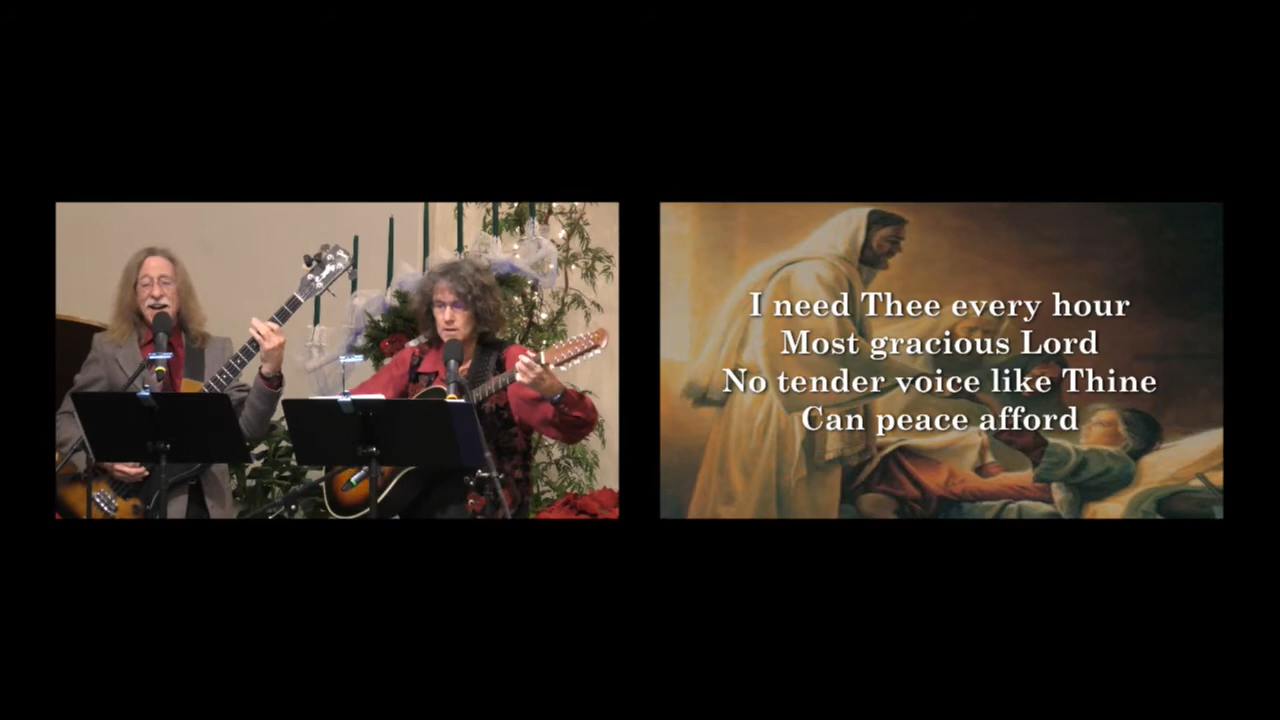 I need Thee every hour
Most gracious Lord
No tender voice like Thine
Can peace afford